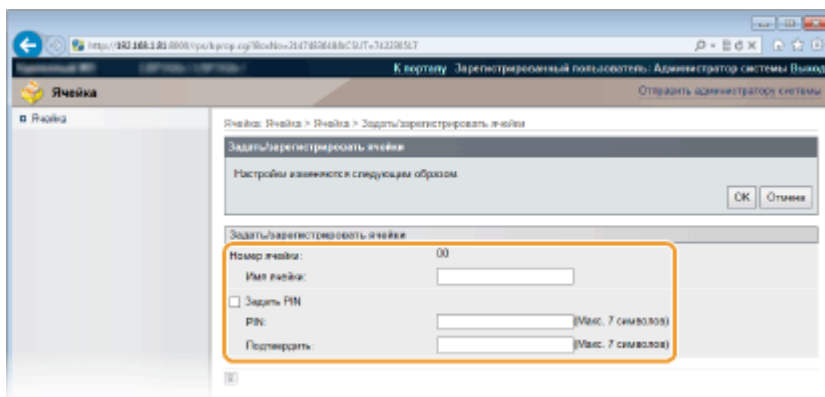 К порталу Зарегистрированный пользователь: Администратор системы Выход
Ячейка
Отправить администратору системы
Ячейка
Ячейка: Ячейка > Ячейка > Задать/зарегистрировать ячейки
Задать/зарегистрировать ячейки
Настройки изменяются следующим образом.
OK Отмена
Задать/зарегистрировать ячейки
Номер ячейки: 00
Имя ячейки:
Задать PIN
PIN: (Макс. 7 символов)
Подтвердить: (Макс. 7 символов)